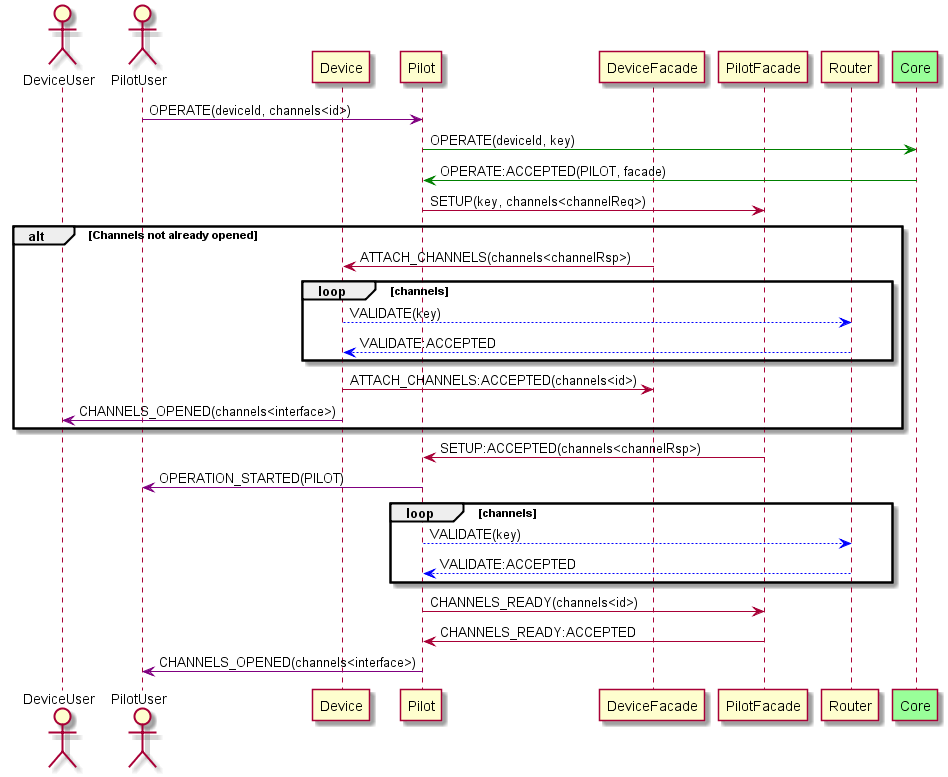 DeviceUser
PilotUser
Device
Pilot
DeviceFacade
PilotFacade
Router
Core
OPERATE(deviceId, channels<id>)
OPERATE(deviceId, key)
OPERATE:ACCEPTED(PILOT, facade)
SETUP(key, channels<channelReq>)
alt [Channels not already opened]
ATTACH_CHANNELS(channels<channelRsp>)
loop [channels]
VALIDATE(key)
VALIDATE:ACCEPTED
ATTACH_CHANNELS:ACCEPTED(channels<id>)
CHANNELS_OPENED(channels<interface>)
SETUP:ACCEPTED(channels<channelRsp>)
OPERATION_STARTED(PILOT)
loop [channels]
VALIDATE(key)
VALIDATE:ACCEPTED
CHANNELS_READY(channels<id>)
CHANNELS_READY:ACCEPTED
CHANNELS_OPENED(channels<interface>)
DeviceUser
PilotUser
Device
Pilot
DeviceFacade
PilotFacade
Router
Core